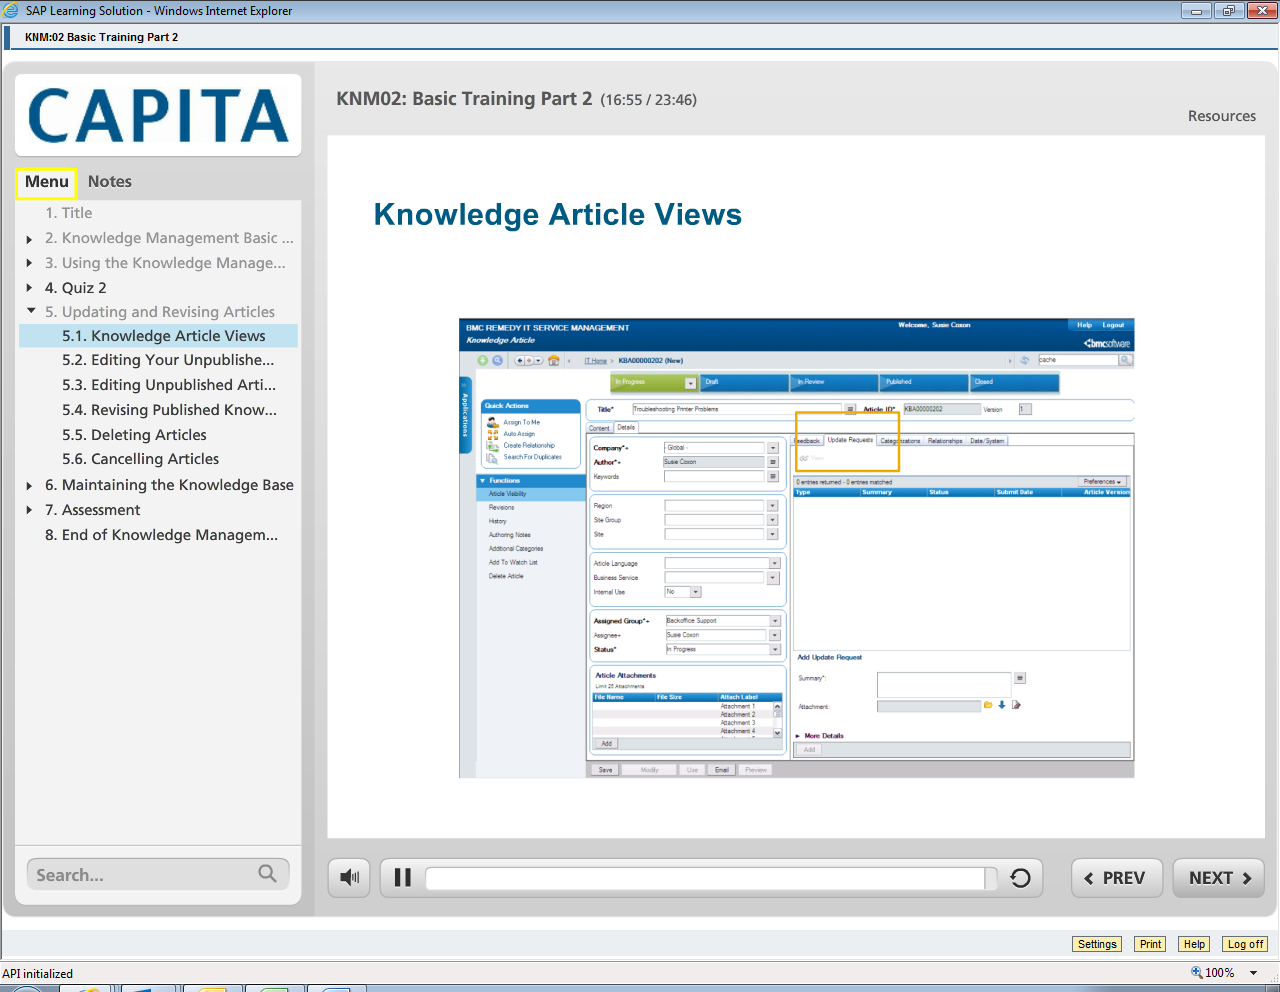 SAP Learning Solution - Windows Internet Explorer
KNM:02 Basic Training Part 2
CAPITA
KNM02: Basic Training Part 2 (16:55 / 23:46)
Resources
Menu
Notes
1. Title
2. Knowledge Management Basic ...
3. Using the Knowledge Manage...
4. Quiz 2
5. Updating and Revising Articles
5.1. Knowledge Article Views
5.2. Editing Your Unpublishe...
5.3. Editing Unpublished Arti...
5.4. Revising Published Know...
5.5. Deleting Articles
5.6. Cancelling Articles
6. Maintaining the Knowledge Base
7. Assessment
8. End of Knowledge Managem...
Search...
Knowledge Article Views
BMC REMEDY IT SERVICE MANAGEMENT
Welcome, Susie Coxon
Help Logout
Knowledge Article
bmcsoftware
IT Home > KBA00000202 (New)
cache
Applications
In Progress
Draft
In Review
Published
Closed
Quick Actions
Assign To Me
Auto Assign
Create Relationship
Search For Duplicates
Functions
Article Visibility
Revisions
History
Authoring Notes
Additional Categories
Add To Watch List
Delete Article
Title* Troubleshooting Printer Problems
Article ID* KBA00000202 Version 1
Content Details
Company*+ - Global -
Author*+ Susie Coxon
Keywords
Region
Site Group
Site
Article Language
Business Service
Internal Use No
Assigned Group*+ Backoffice Support
Assignee+ Susie Coxon
Status* In Progress
Article Attachments
Limit 25 Attachments
File Name File Size Attach Label
Attachment 1
Attachment 2
Attachment 3
Attachment 4
Add
Feedback Update Requests Categorizations Relationships Date/System
View
0 entries returned - 0 entries matched
Preferences
Type Summary Status Submit Date Article Version
Add Update Request
Summary*:
Attachment:
More Details
Add
Save Modify Use Email Preview
PREV
NEXT
Settings Print Help Log off
API initialized
100%